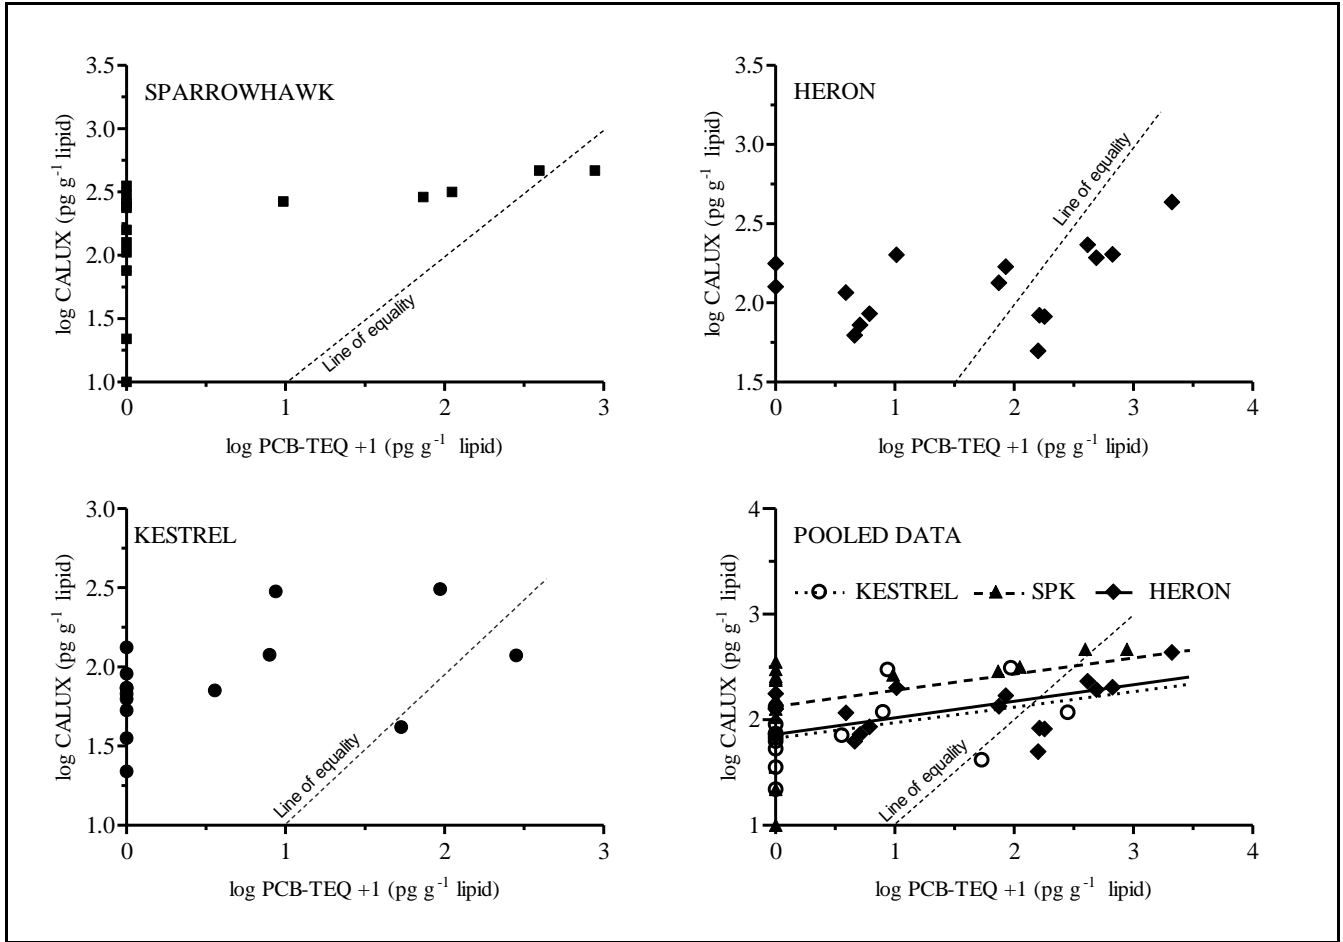 SPARROWHAWK
log CALUX (pg g⁻¹ lipid)
3.5
3.0
2.5
2.0
1.5
1.0
Line of equality
0 1 2 3
log PCB-TEQ +1 (pg g⁻¹ lipid)
HERON
log CALUX (pg g⁻¹ lipid)
3.5
3.0
2.5
2.0
1.5
Line of equality
0 1 2 3 4
log PCB-TEQ +1 (pg g⁻¹ lipid)
KESTREL
log CALUX (pg g⁻¹ lipid)
3.0
2.5
2.0
1.5
1.0
Line of equality
0 1 2 3
log PCB-TEQ +1 (pg g⁻¹ lipid)
POOLED DATA
KESTREL SPK HERON
log CALUX (pg g⁻¹ lipid)
4
3
2
1
Line of equality
0 1 2 3 4
log PCB-TEQ +1 (pg g⁻¹ lipid)